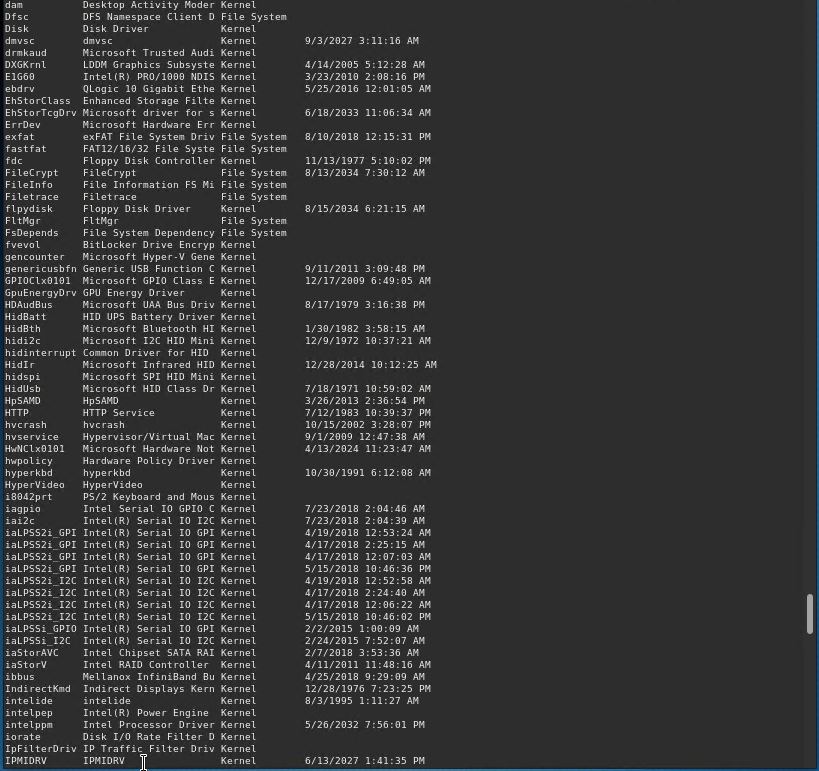 dam          Desktop Activity Moder Kernel
Dfsc         DFS Namespace Client D File System
Disk         Disk Driver            Kernel
dmvsc        dmvsc                  Kernel        9/3/2027 3:11:16 AM
drmkaud      Microsoft Trusted Audi Kernel
DXGKrnl      LDDM Graphics Subsyste Kernel        4/14/2005 5:12:28 AM
E1G60        Intel(R) PRO/1000 NDIS Kernel        3/23/2010 2:08:16 PM
ebdrv        QLogic 10 Gigabit Ethe Kernel        5/25/2016 12:01:05 AM
EhStorClass  Enhanced Storage Filte Kernel
EhStorTcgDrv Microsoft driver for s Kernel        6/18/2033 11:06:34 AM
ErrDev       Microsoft Hardware Err Kernel
exfat        exFAT File System Driv File System   8/10/2018 12:15:31 PM
fastfat      FAT12/16/32 File Syste File System
fdc          Floppy Disk Controller Kernel        11/13/1977 5:10:02 PM
FileCrypt    FileCrypt              File System   8/13/2034 7:30:12 AM
FileInfo     File Information FS Mi File System
Filetrace    Filetrace              File System
flpydisk     Floppy Disk Driver     Kernel        8/15/2034 6:21:15 AM
FltMgr       FltMgr                 File System
FsDepends    File System Dependency File System
fvevol       BitLocker Drive Encryp Kernel
gencounter   Microsoft Hyper-V Gene Kernel
genericusbfn Generic USB Function C Kernel        9/11/2011 3:09:48 PM
GPIOClx0101  Microsoft GPIO Class E Kernel        12/17/2009 6:49:05 AM
GpuEnergyDrv GPU Energy Driver      Kernel
HDAudBus     Microsoft UAA Bus Driv Kernel        8/17/1979 3:16:38 PM
HidBatt      HID UPS Battery Driver Kernel
HidBth       Microsoft Bluetooth HI Kernel        1/30/1982 3:58:15 AM
hidi2c       Microsoft I2C HID Mini Kernel        12/9/1972 10:37:21 AM
hidinterrupt Common Driver for HID  Kernel
HidIr        Microsoft Infrared HID Kernel        12/28/2014 10:12:25 AM
hidspi       Microsoft SPI HID Mini Kernel
HidUsb       Microsoft HID Class Dr Kernel        7/18/1971 10:59:02 AM
HpSAMD       HpSAMD                 Kernel        3/26/2013 2:36:54 PM
HTTP         HTTP Service           Kernel        7/12/1983 10:39:37 PM
hvcrash      hvcrash                Kernel        10/15/2002 3:28:07 PM
hvservice    Hypervisor/Virtual Mac Kernel        9/1/2009 12:47:38 AM
HwNClx0101   Microsoft Hardware Not Kernel        4/13/2024 11:23:47 AM
hwpolicy     Hardware Policy Driver Kernel
hyperkbd     hyperkbd               Kernel        10/30/1991 6:12:08 AM
HyperVideo   HyperVideo             Kernel
i8042prt     PS/2 Keyboard and Mous Kernel
iagpio       Intel Serial IO GPIO C Kernel        7/23/2018 2:04:46 AM
iai2c        Intel(R) Serial IO I2C Kernel        7/23/2018 2:04:39 AM
iaLPSS2i_GPI Intel(R) Serial IO GPI Kernel        4/19/2018 12:53:24 AM
iaLPSS2i_GPI Intel(R) Serial IO GPI Kernel        4/17/2018 2:25:15 AM
iaLPSS2i_GPI Intel(R) Serial IO GPI Kernel        4/17/2018 12:07:03 AM
iaLPSS2i_GPI Intel(R) Serial IO GPI Kernel        5/15/2018 10:46:36 PM
iaLPSS2i_I2C Intel(R) Serial IO I2C Kernel        4/19/2018 12:52:58 AM
iaLPSS2i_I2C Intel(R) Serial IO I2C Kernel        4/17/2018 2:24:40 AM
iaLPSS2i_I2C Intel(R) Serial IO I2C Kernel        4/17/2018 12:06:22 AM
iaLPSS2i_I2C Intel(R) Serial IO I2C Kernel        5/15/2018 10:46:02 PM
iaLPSSi_GPIO Intel(R) Serial IO GPI Kernel        2/2/2015 1:00:09 AM
iaLPSSi_I2C  Intel(R) Serial IO I2C Kernel        2/24/2015 7:52:07 AM
iaStorAVC    Intel Chipset SATA RAI Kernel        2/7/2018 3:53:36 AM
iaStorV      Intel RAID Controller  Kernel        4/11/2011 11:48:16 AM
ibbus        Mellanox InfiniBand Bu Kernel        4/25/2018 9:29:09 AM
IndirectKmd  Indirect Displays Kern Kernel        12/28/1976 7:23:25 PM
intelide     intelide               Kernel        8/3/1995 1:11:27 AM
intelpep     Intel(R) Power Engine  Kernel
intelppm     Intel Processor Driver Kernel        5/26/2032 7:56:01 PM
iorate       Disk I/O Rate Filter D Kernel
IpFilterDriv IP Traffic Filter Driv Kernel
IPMIDRV      IPMIDRV                Kernel        6/13/2027 1:41:35 PM